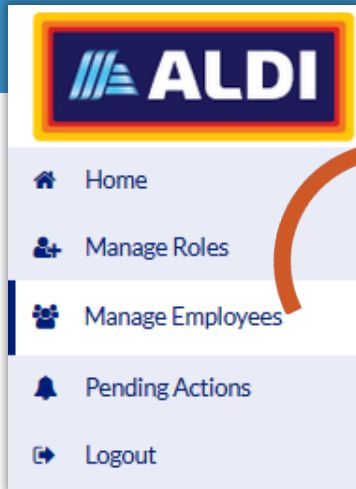 ALDI
Home
Manage Roles
Manage Employees
Pending Actions
Logout